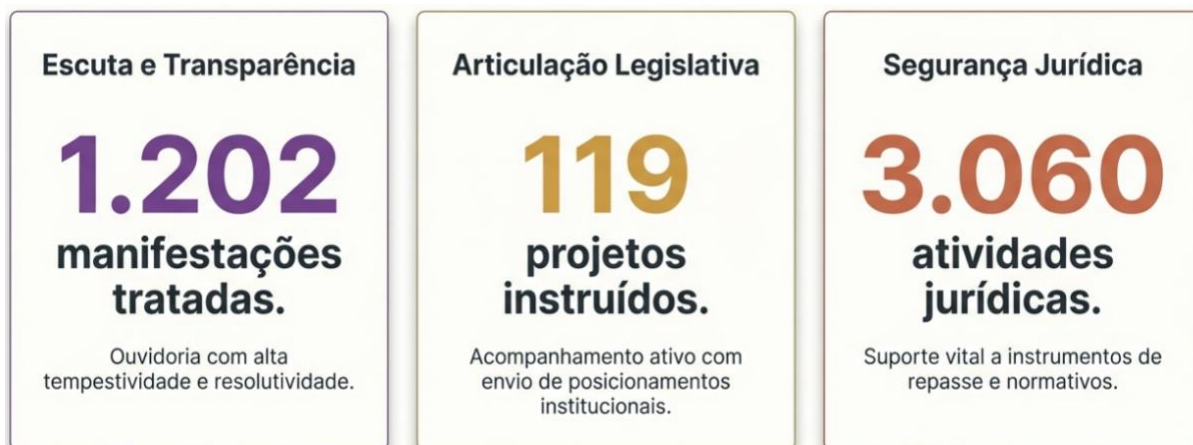 Escuta e Transparência
1.202
manifestações
tratadas.
Ouvidoria com alta
tempestividade e resolutividade.
Articulação Legislativa
119
projetos
instruídos.
Acompanhamento ativo com
envio de posicionamentos
institucionais.
Segurança Jurídica
3.060
atividades
jurídicas.
Suporte vital a instrumentos de
repasse e normativos.